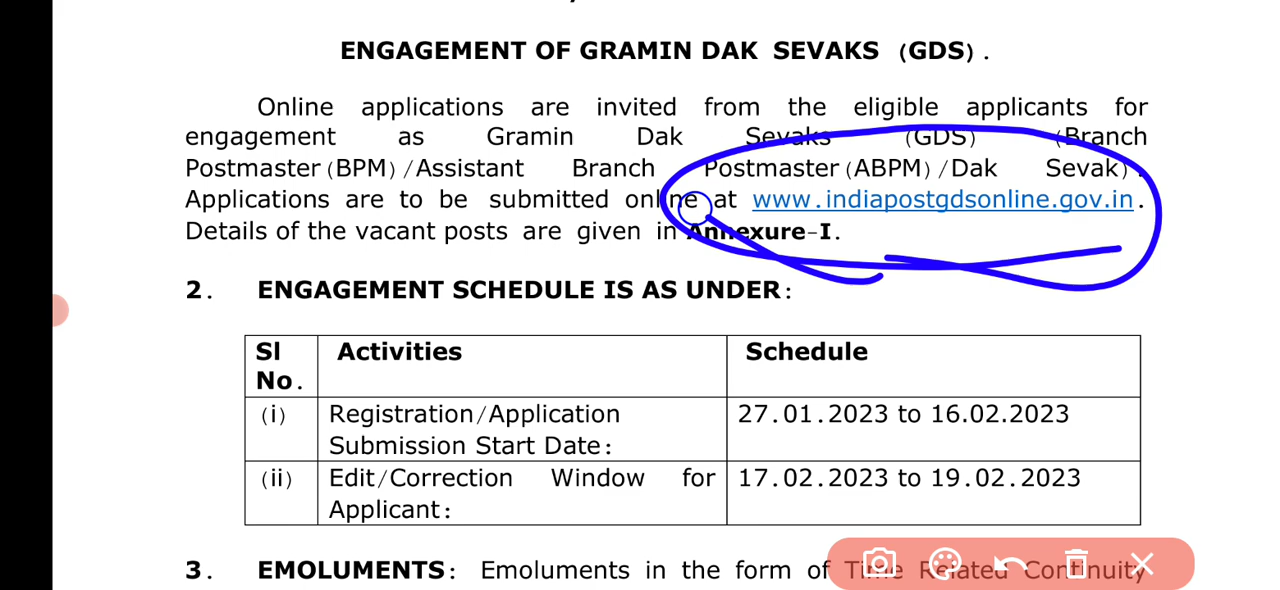 ENGAGEMENT OF GRAMIN DAK SEVAKS (GDS).
Online applications are invited from the eligible applicants for
engagement as Gramin Dak Sevaks (GDS) (Branch
Postmaster(BPM)/Assistant Branch Postmaster(ABPM)/Dak Sevak).
Applications are to be submitted online at www.indiapostgdsonline.gov.in.
Details of the vacant posts are given in Annexure-I.
2. ENGAGEMENT SCHEDULE IS AS UNDER:
Sl Activities Schedule
No.
(i) Registration/Application 27.01.2023 to 16.02.2023
Submission Start Date:
(ii) Edit/Correction Window for 17.02.2023 to 19.02.2023
Applicant:
3. EMOLUMENTS: Emoluments in the form of Time Related Continuity